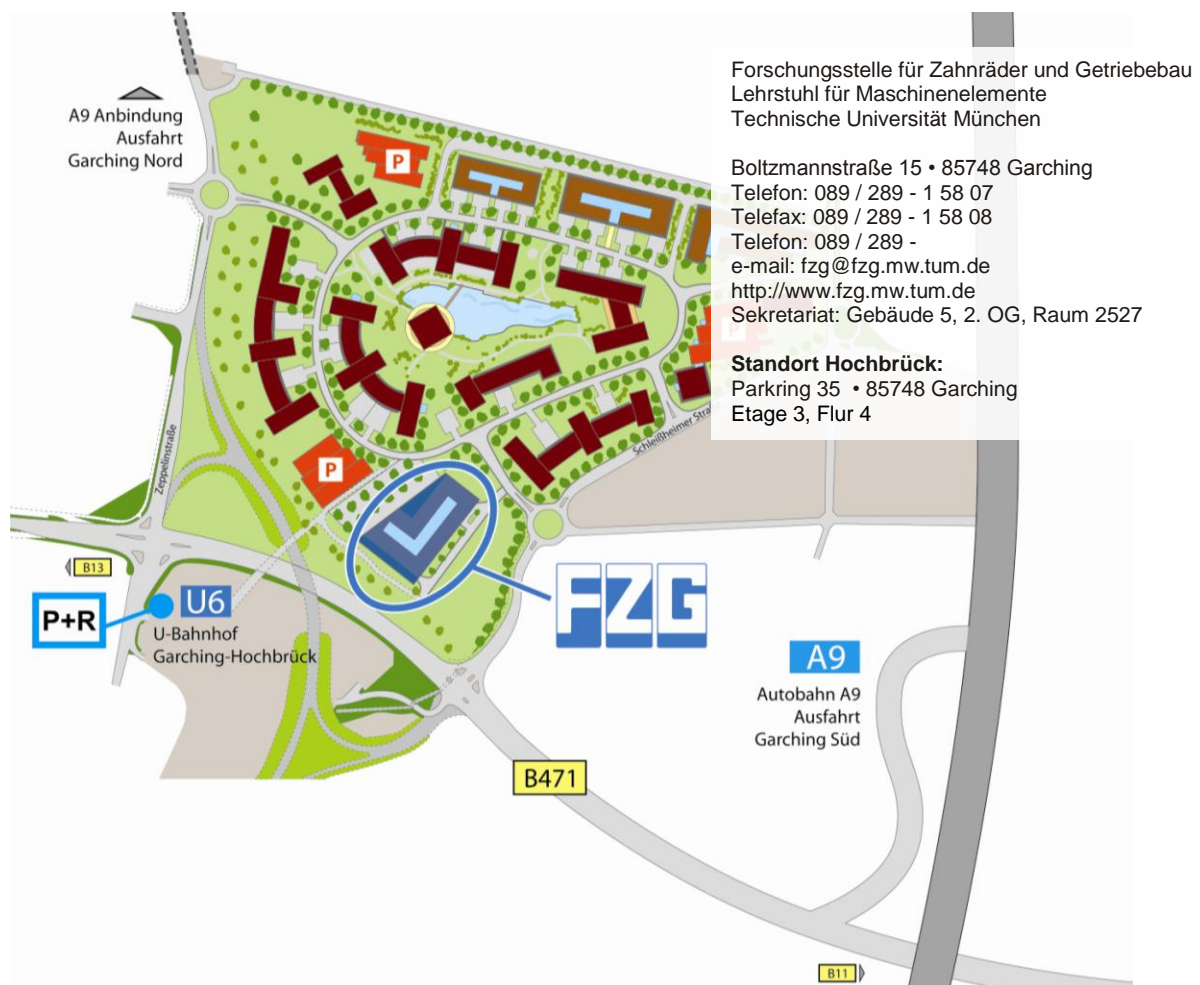 A9 Anbindung
Ausfahrt
Garching Nord
P
Forschungsstelle für Zahnräder und Getriebebau
Lehrstuhl für Maschinenelemente
Technische Universität München
Boltzmannstraße 15 • 85748 Garching
Telefon: 089 / 289 - 1 58 07
Telefax: 089 / 289 - 1 58 08
Telefon: 089 / 289 -
e-mail: fzg@fzg.mw.tum.de
http://www.fzg.mw.tum.de
Sekretariat: Gebäude 5, 2. OG, Raum 2527
P
Standort Hochbrück:
Parkring 35 • 85748 Garching
Etage 3, Flur 4
Zeppelinstraße
Schleißheimer Stra
P
B13
P+R
U6
U-Bahnhof
Garching-Hochbrück
FZG
A9
Autobahn A9
Ausfahrt
Garching Süd
B471
B11